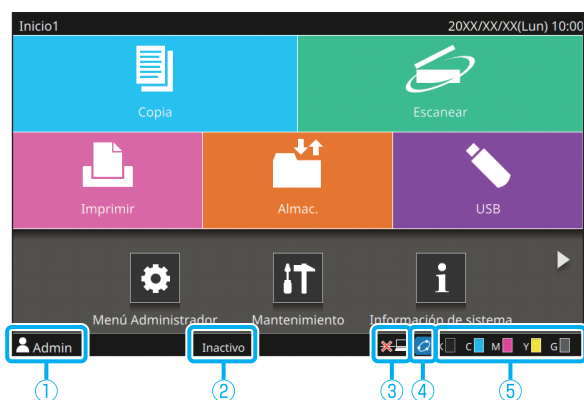 Inicio1
20XX/XX/XX(Lun) 10:00
Copia
Escanear
Imprimir
Almac.
USB
Menú Administrador
Mantenimiento
Información de sistema
Admin
Inactivo
K C M Y G
1 2 3 4 5